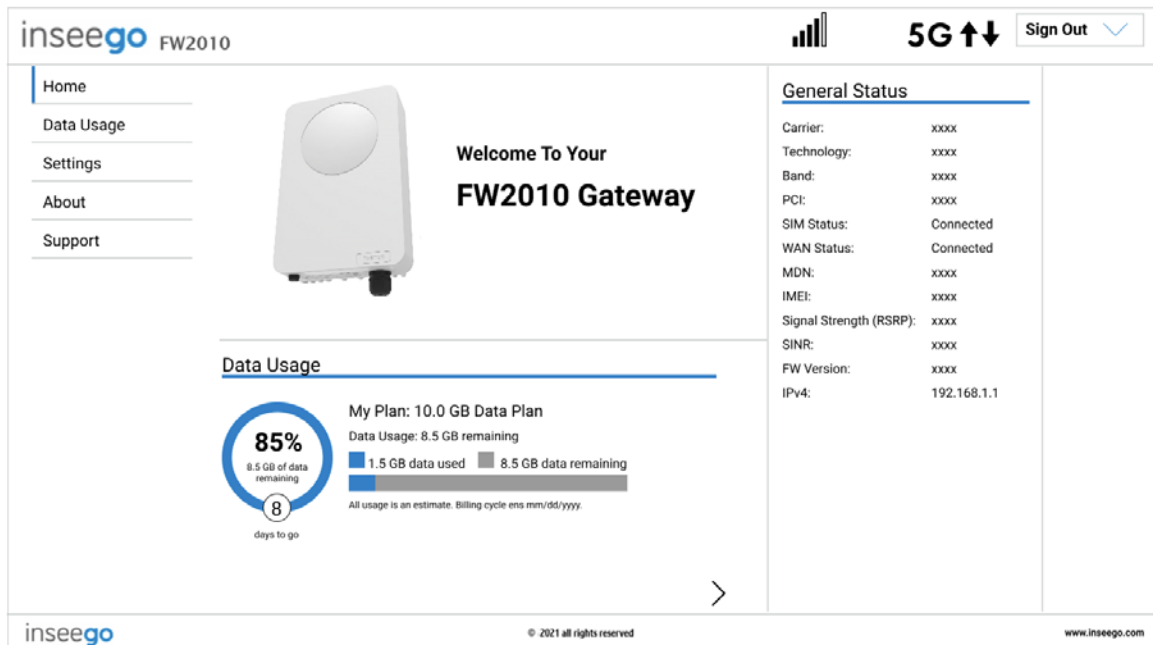 inseego FW2010
5G
Sign Out
Home
Data Usage
Settings
About
Support
Welcome To Your
FW2010 Gateway
General Status
Carrier: xxxx
Technology: xxxx
Band: xxxx
PCI: xxxx
SIM Status: Connected
WAN Status: Connected
MDN: xxxx
IMEI: xxxx
Signal Strength (RSRP): xxxx
SINR: xxxx
FW Version: xxxx
IPv4: 192.168.1.1
Data Usage
85%
8.5 GB of data
remaining
8
days to go
My Plan: 10.0 GB Data Plan
Data Usage: 8.5 GB remaining
1.5 GB data used 8.5 GB data remaining
All usage is an estimate. Billing cycle ens mm/dd/yyyy.
inseego
© 2021 all rights reserved
www.inseego.com